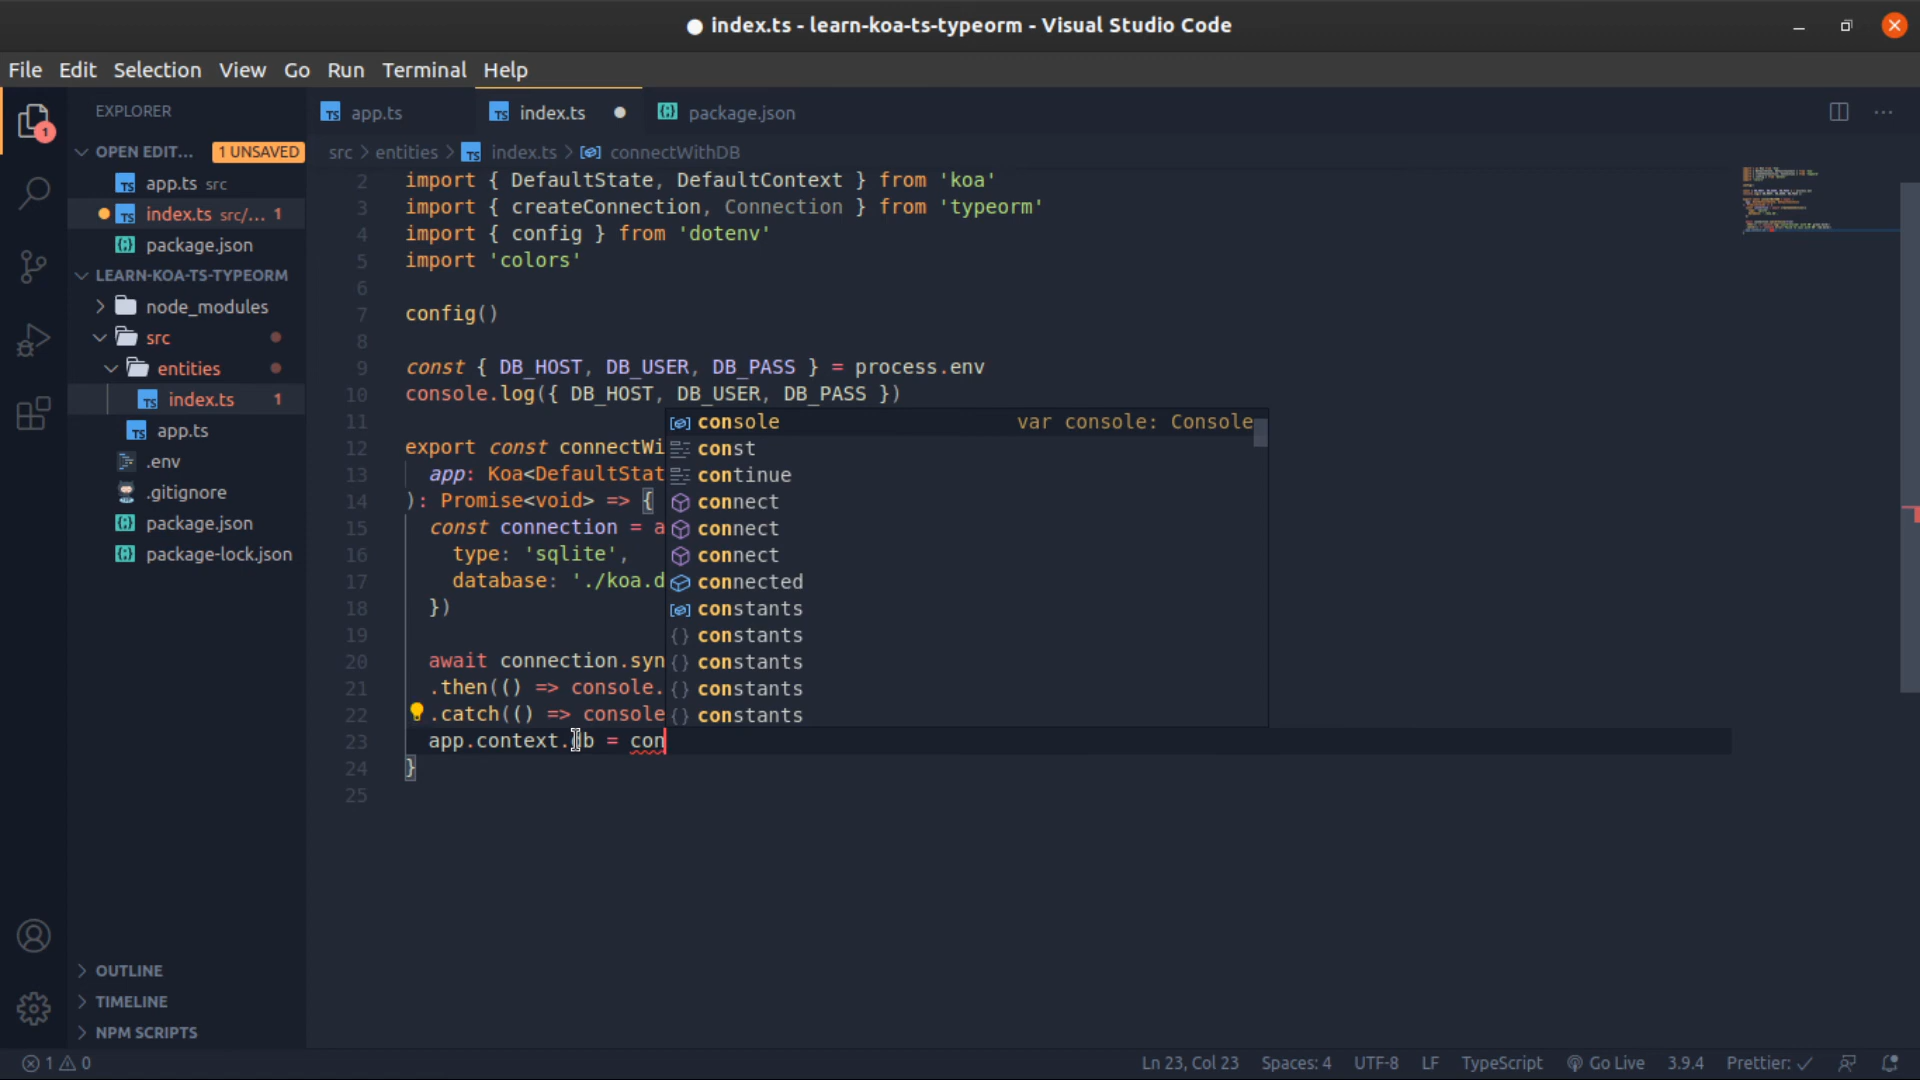 index.ts - learn-koa-ts-typeorm - Visual Studio Code
File Edit Selection View Go Run Terminal Help
EXPLORER
OPEN EDIT... 1 UNSAVED
app.ts src
index.ts src/... 1
package.json
LEARN-KOA-TS-TYPEORM
node_modules
src
entities
index.ts 1
app.ts
.env
.gitignore
package.json
package-lock.json
OUTLINE
TIMELINE
NPM SCRIPTS
app.ts index.ts package.json
src > entities > index.ts > connectWithDB
2 import { DefaultState, DefaultContext } from 'koa'
3 import { createConnection, Connection } from 'typeorm'
4 import { config } from 'dotenv'
5 import 'colors'
6
7 config()
8
9 const { DB_HOST, DB_USER, DB_PASS } = process.env
10 console.log({ DB_HOST, DB_USER, DB_PASS })
11
12 export const connectWi
13 app: Koa<DefaultStat
14 ): Promise<void> => {
15 const connection = a
16 type: 'sqlite',
17 database: './koa.d
18 })
19
20 await connection.syn
21 .then(() => console.
22 .catch(() => console
23 app.context.db = con
24 }
25
console var console: Console
const
continue
connect
connect
connect
connected
constants
constants
constants
constants
constants
1 0 Ln 23, Col 23 Spaces: 4 UTF-8 LF TypeScript Go Live 3.9.4 Prettier: ✓